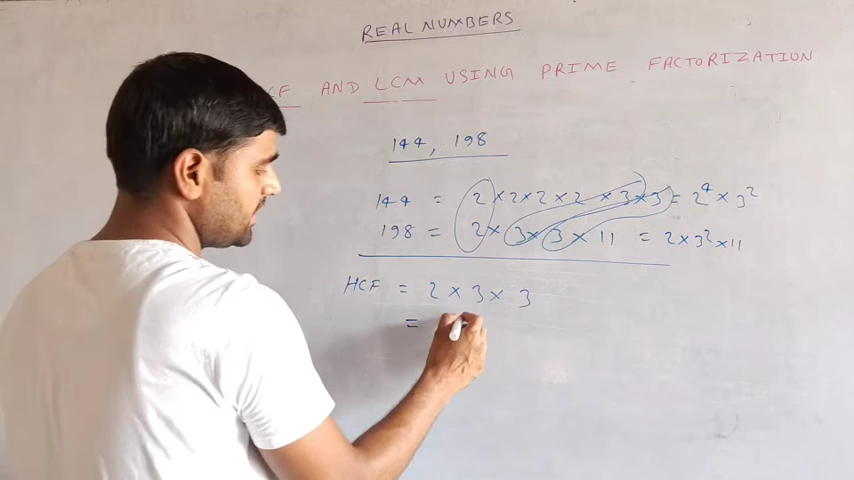 REAL NUMBERS
CF AND LCM USING PRIME FACTORIZATION
144, 198
144 = 2×2×2×2×3×3 = 2⁴×3²
198 = 2×3×3×11 = 2×3²×11
HCF = 2×3×3
=